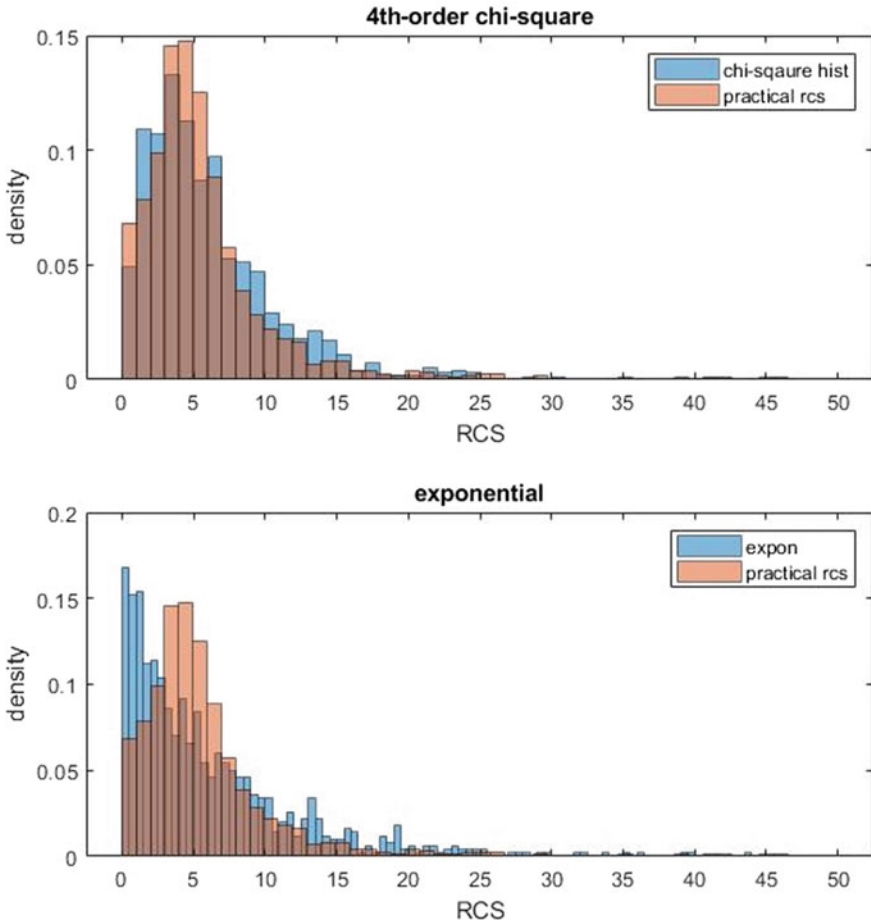 4th-order chi-square
0.15
0.1
0.05
0
density
chi-sqaure hist
practical rcs
0 5 10 15 20 25 30 35 40 45 50
RCS
exponential
0.2
0.15
0.1
0.05
0
density
expon
practical rcs
0 5 10 15 20 25 30 35 40 45 50
RCS